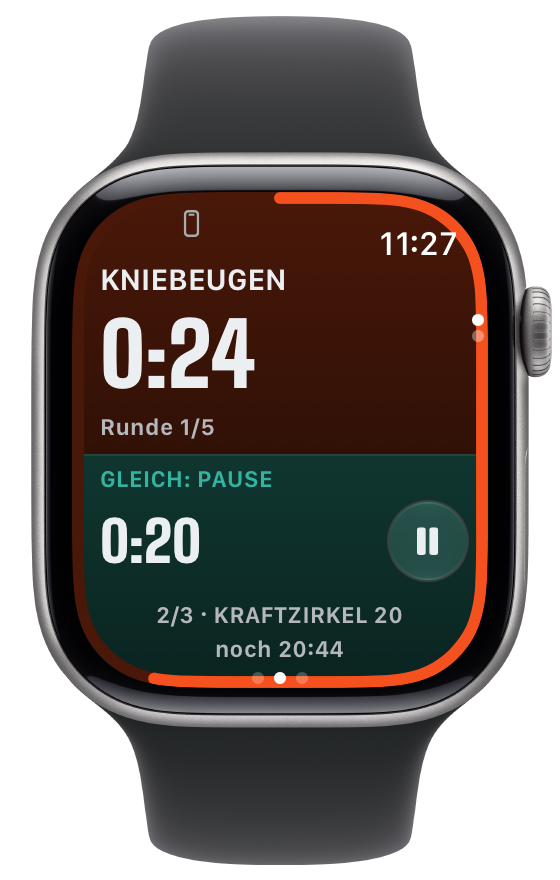 11:27
KNIEBEUGEN
0:24
Runde 1/5
GLEICH: PAUSE
0:20
2/3 · KRAFTZIRKEL 20
noch 20:44